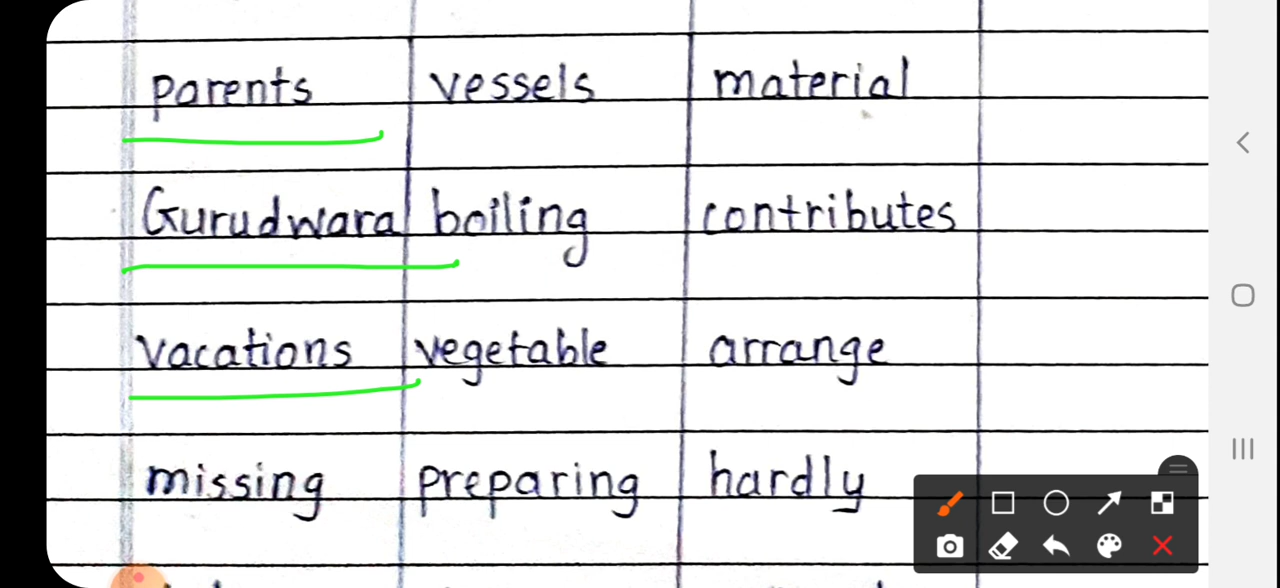 parents vessels material
Gurudwara boiling contributes
vacations vegetable arrange
missing preparing hardly